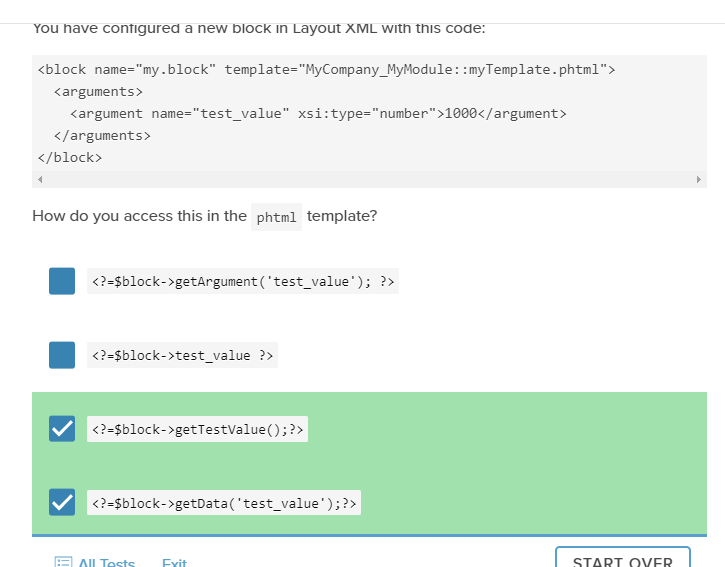 You have configured a new block in Layout XML with this code:
<block name="my.block" template="MyCompany_MyModule::myTemplate.phtml">
<arguments>
<argument name="test_value" xsi:type="number">1000</argument>
</arguments>
</block>
How do you access this in the phtml template?
<?=$block->getArgument('test_value'); ?>
<?=$block->test_value ?>
<?=$block->getTestValue();?>
<?=$block->getData('test_value');?>
All Tests Exit START OVER